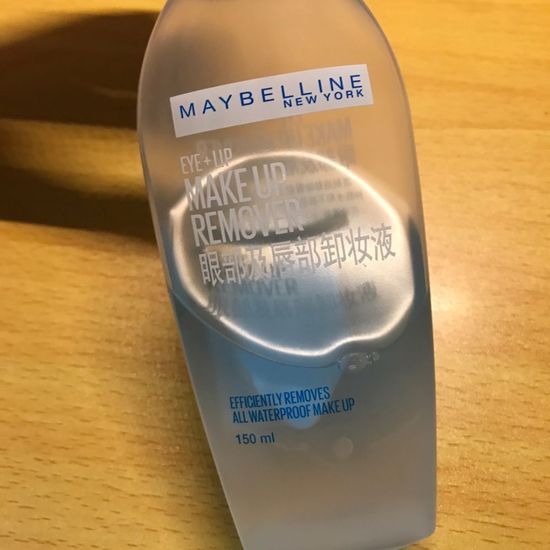 MAYBELLINE
NEW YORK
EYE+LIP
MAKE UP
REMOVER
眼部及唇部卸妆液
EFFICIENTLY REMOVES
ALL WATERPROOF MAKE UP
150 ml